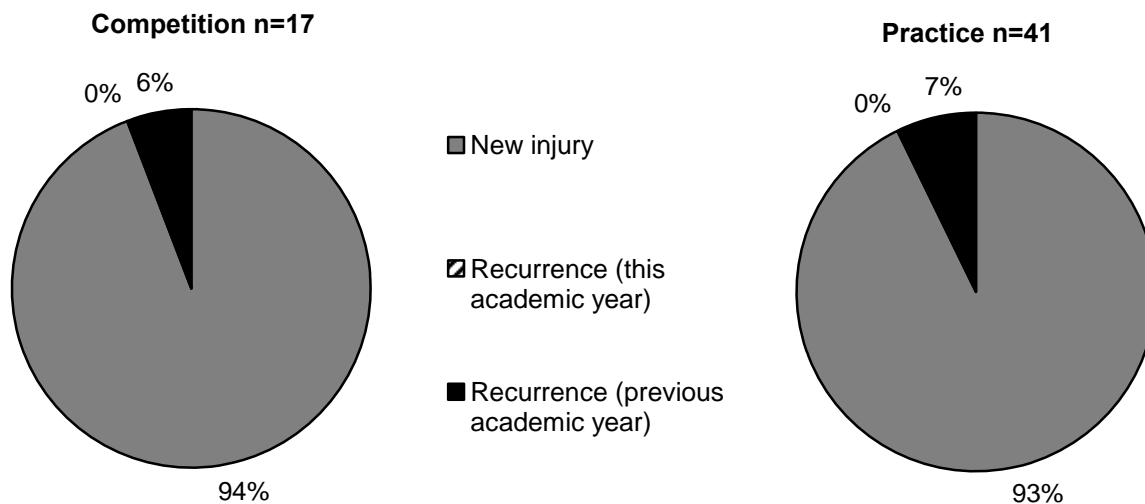 Competition n=17
Practice n=41
0%
6%
0%
7%
New injury
Recurrence (this
academic year)
Recurrence (previous
academic year)
94%
93%